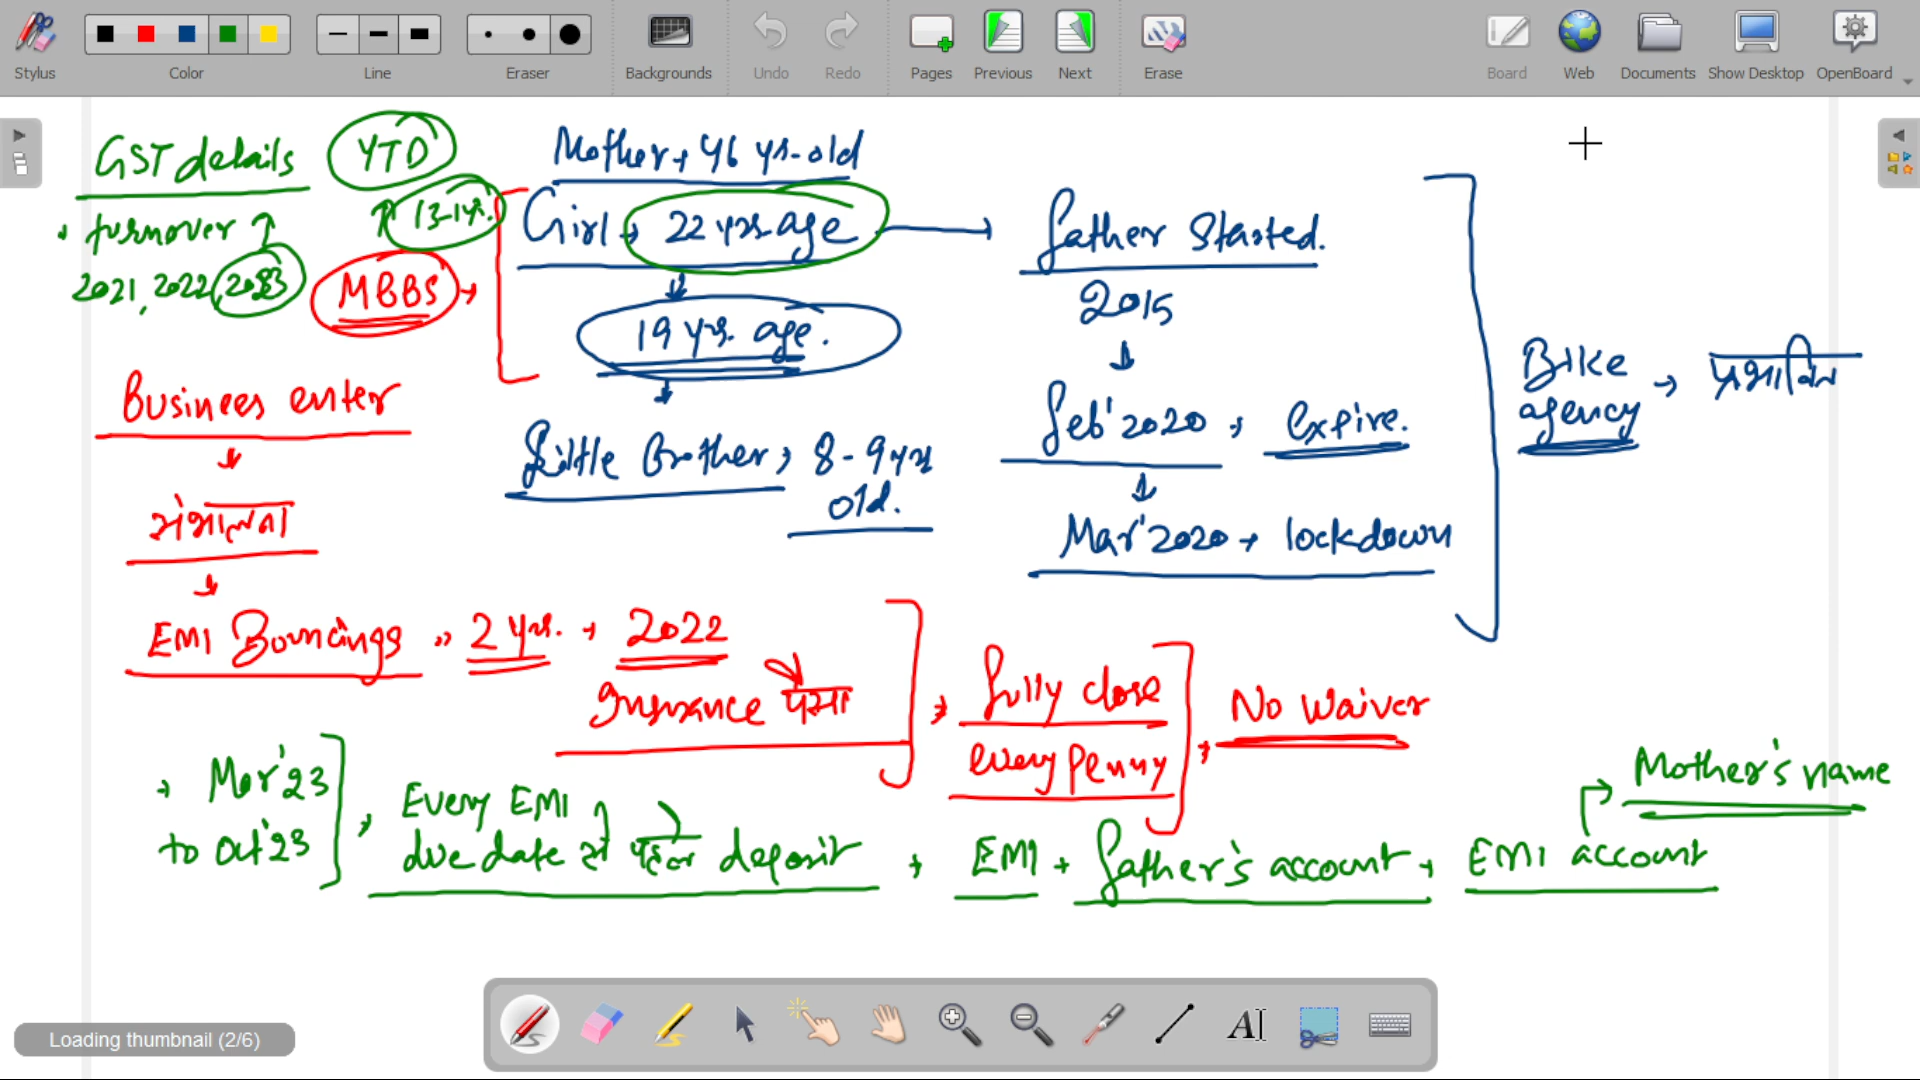 Stylus
Color
Line
Eraser
Backgrounds
Undo
Redo
Pages
Previous
Next
Erase
Board
Web
Documents
Show Desktop
OpenBoard
GST details YTD
turnover ↑ ↑ 13-14.
2021, 2022, 2023 MBBS →
Mother → 46 yrs-old
Girl → 22 yrs. age →
19 yrs. age.
Little Brother → 8-9 yrs
old.
Father Started.
2015
Feb' 2020 → expire.
Mar' 2020 → lockdown
Bike
agency →
Businees enter
संभालना
EMI Bouncings → 2 yrs. → 2022
Insurance पैसा
→ fully close
every penny
→ No Waiver
→ Mar'23
to Oct'23
→ Every EMI
due date से पहले deposit → EMI → father's account → EMI account
Mother's name
Loading thumbnail (2/6)